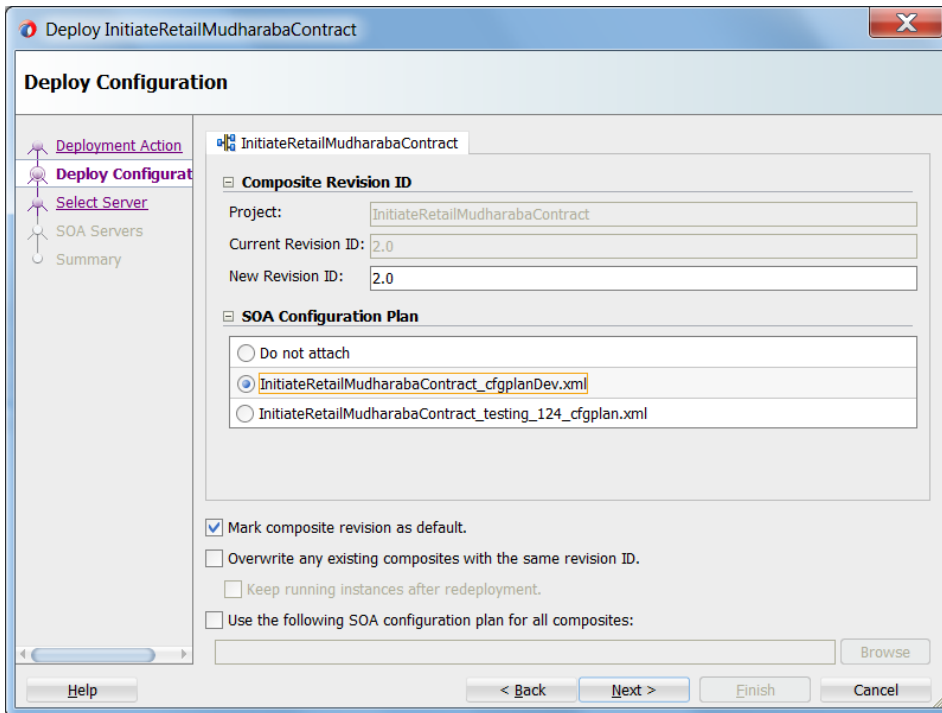 Deploy InitiateRetailMudharabaContract
Deploy Configuration
Deployment Action
Deploy Configurat
Select Server
SOA Servers
Summary
InitiateRetailMudharabaContract
Composite Revision ID
Project: InitiateRetailMudharabaContract
Current Revision ID: 2.0
New Revision ID: 2.0
SOA Configuration Plan
Do not attach
InitiateRetailMudharabaContract_cfgplanDev.xml
InitiateRetailMudharabaContract_testing_124_cfgplan.xml
Mark composite revision as default.
Overwrite any existing composites with the same revision ID.
Keep running instances after redeployment.
Use the following SOA configuration plan for all composites:
Browse
Help < Back Next > Finish Cancel